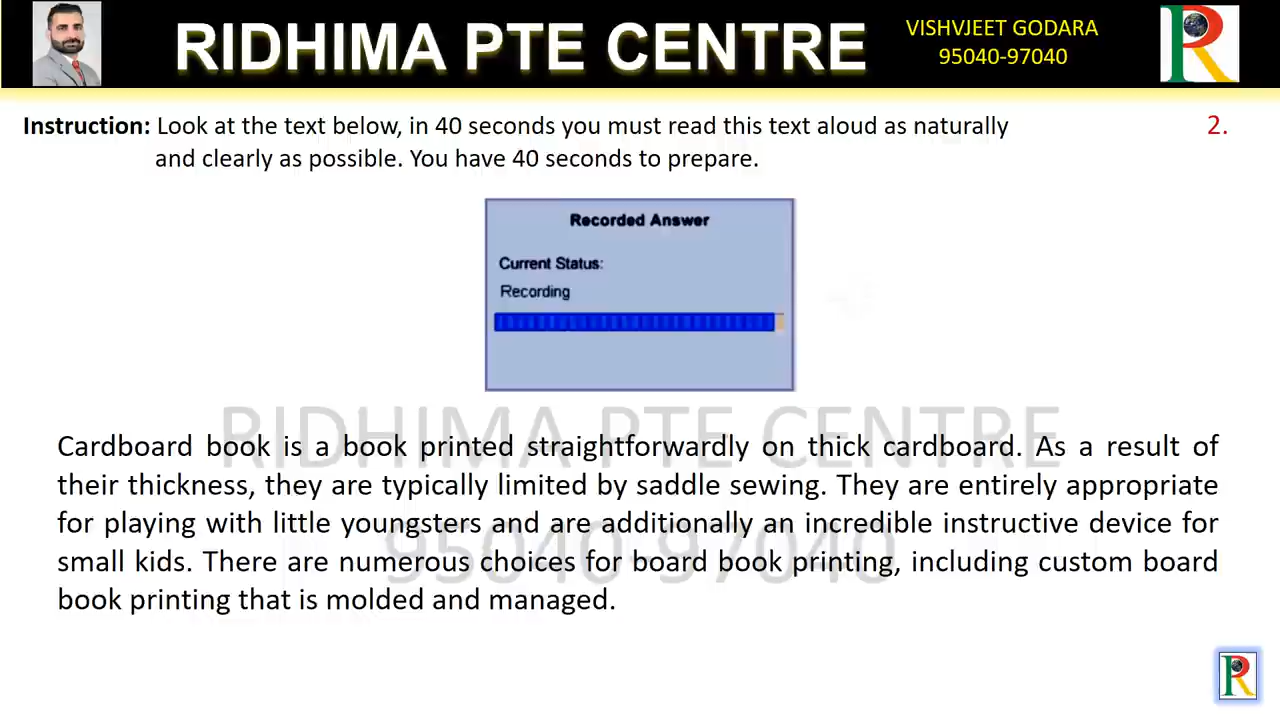 RIDHIMA PTE CENTRE
VISHVJEET GODARA
95040-97040
R
Instruction: Look at the text below, in 40 seconds you must read this text aloud as naturally
and clearly as possible. You have 40 seconds to prepare.
2.
Recorded Answer
Current Status:
Recording
RIDHIMA PTE CENTRE
95040-97040
Cardboard book is a book printed straightforwardly on thick cardboard. As a result of
their thickness, they are typically limited by saddle sewing. They are entirely appropriate
for playing with little youngsters and are additionally an incredible instructive device for
small kids. There are numerous choices for board book printing, including custom board
book printing that is molded and managed.
R